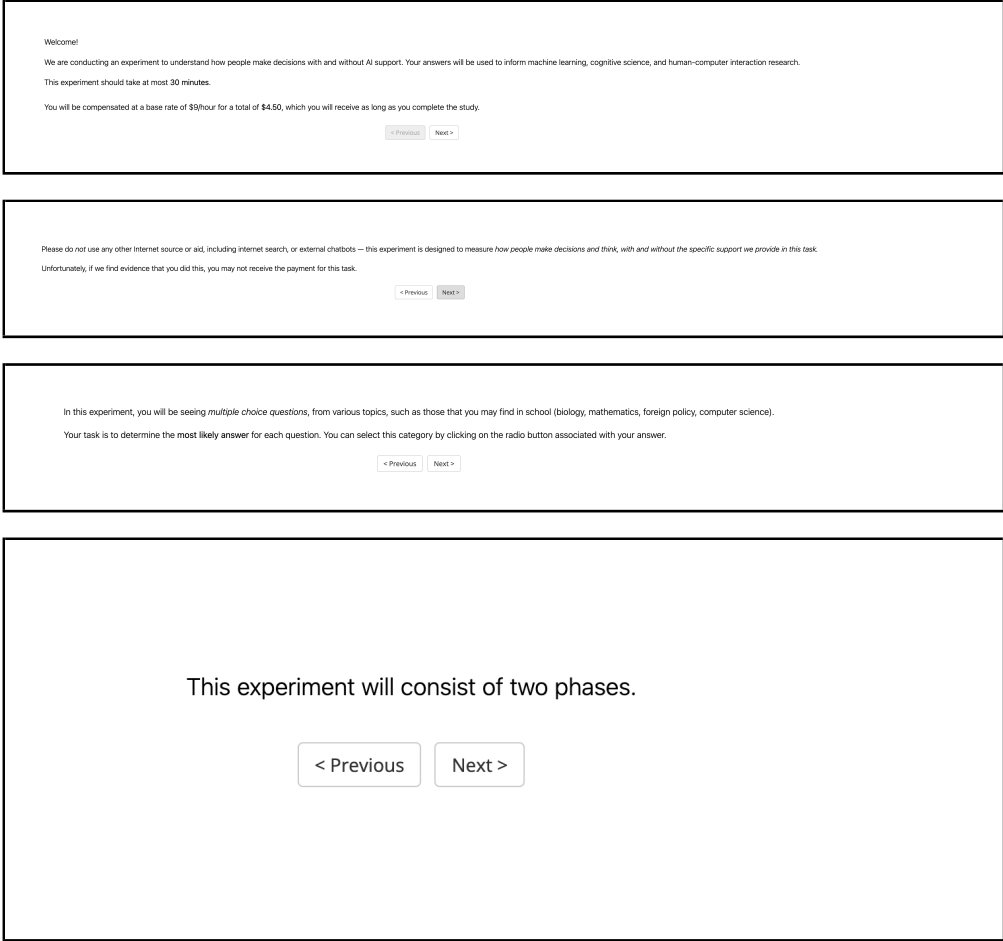 Welcome!
We are conducting an experiment to understand how people make decisions with and without AI support. Your answers will be used to inform machine learning, cognitive science, and human-computer interaction research.
This experiment should take at most 30 minutes.
You will be compensated at a base rate of $9/hour for a total of $4.50, which you will receive as long as you complete the study.
< Previous Next >
Please do not use any other Internet source or aid, including internet search, or external chatbots — this experiment is designed to measure how people make decisions and think, with and without the specific support we provide in this task.
Unfortunately, if we find evidence that you did this, you may not receive the payment for this task.
< Previous Next >
In this experiment, you will be seeing multiple choice questions, from various topics, such as those that you may find in school (biology, mathematics, foreign policy, computer science).
Your task is to determine the most likely answer for each question. You can select this category by clicking on the radio button associated with your answer.
< Previous Next >
This experiment will consist of two phases.
< Previous Next >